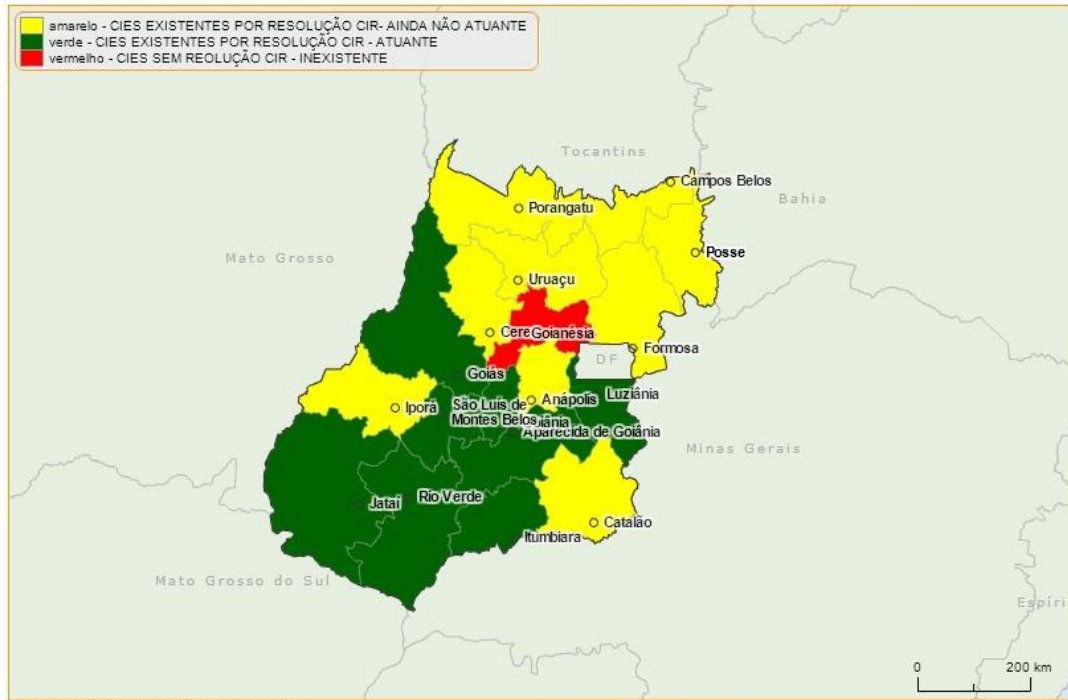 amarelo - CIES EXISTENTES POR RESOLUÇÃO CIR- AINDA NÃO ATUANTE
verde - CIES EXISTENTES POR RESOLUÇÃO CIR - ATUANTE
vermelho - CIES SEM REOLUÇÃO CIR - INEXISTENTE
Tocantins
Campos Belos
Bahia
Porangatu
Posse
Mato Grosso
Uruaçu
Cere
Goianésia
Formosa
DF
Goiás
Luziânia
Anápolis
Iporá
São Luís de
Montes Belos
iânia
Aparecida de Goiânia
Minas Gerais
Rio Verde
Jataí
Catalão
Itumbiara
Mato Grosso do Sul
Espíri
0 200 km